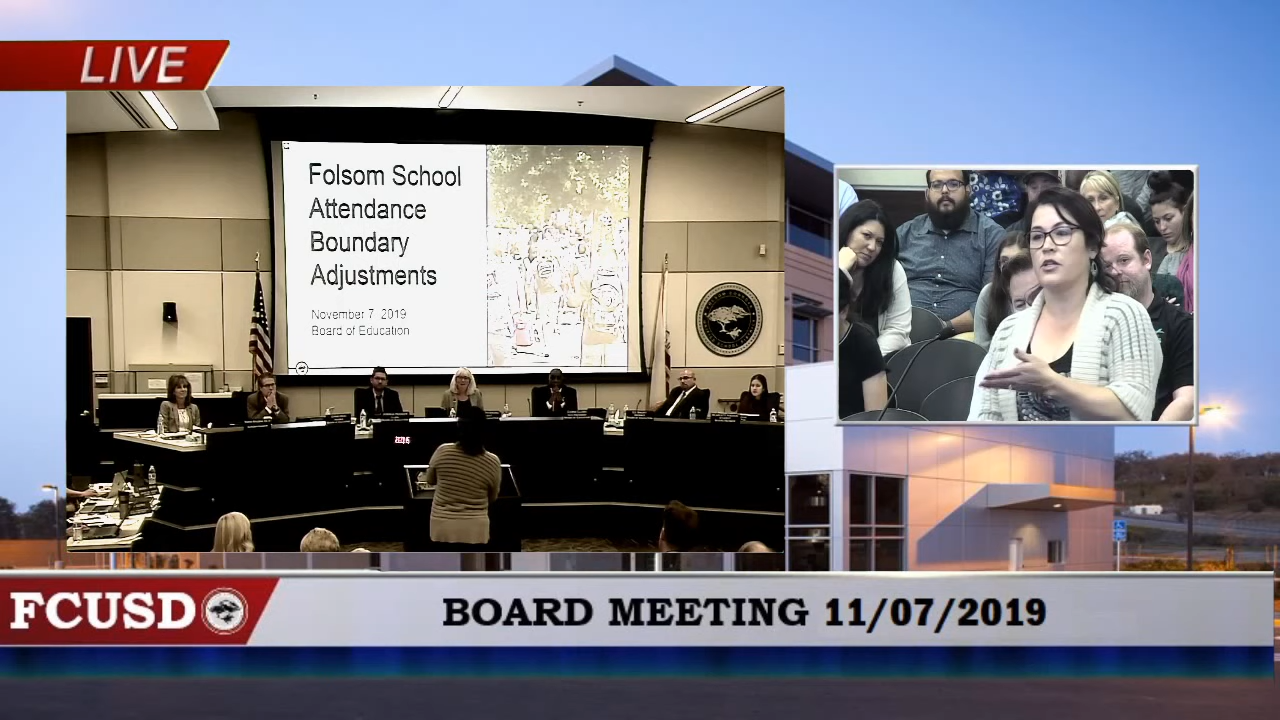 LIVE
Folsom School
Attendance
Boundary
Adjustments
November 7, 2019
Board of Education
FCUSD
BOARD MEETING 11/07/2019